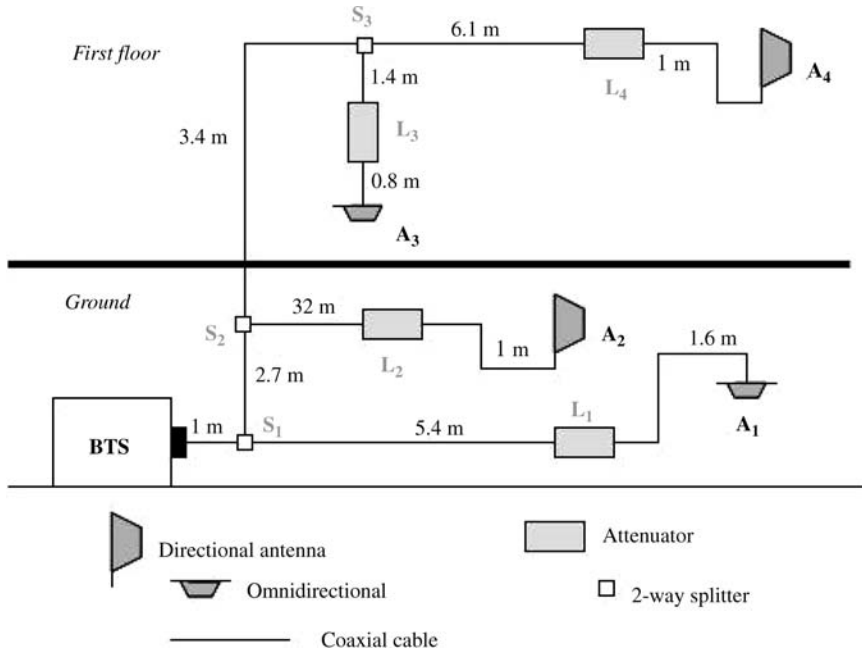 S3
6.1 m
First floor
1.4 m
1 m
A4
L4
3.4 m
L3
0.8 m
A3
Ground
32 m
S2
A2
1.6 m
L2
1 m
2.7 m
L1
A1
1 m
S1
5.4 m
BTS
Directional antenna
Attenuator
Omnidirectional
2-way splitter
Coaxial cable